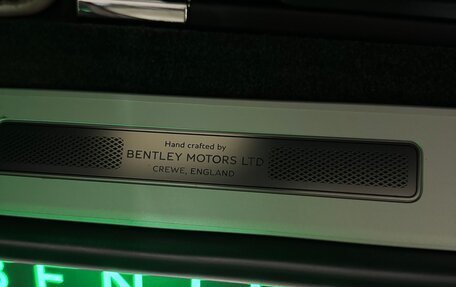 Hand crafted by
BENTLEY MOTORS LTD
CREWE, ENGLAND